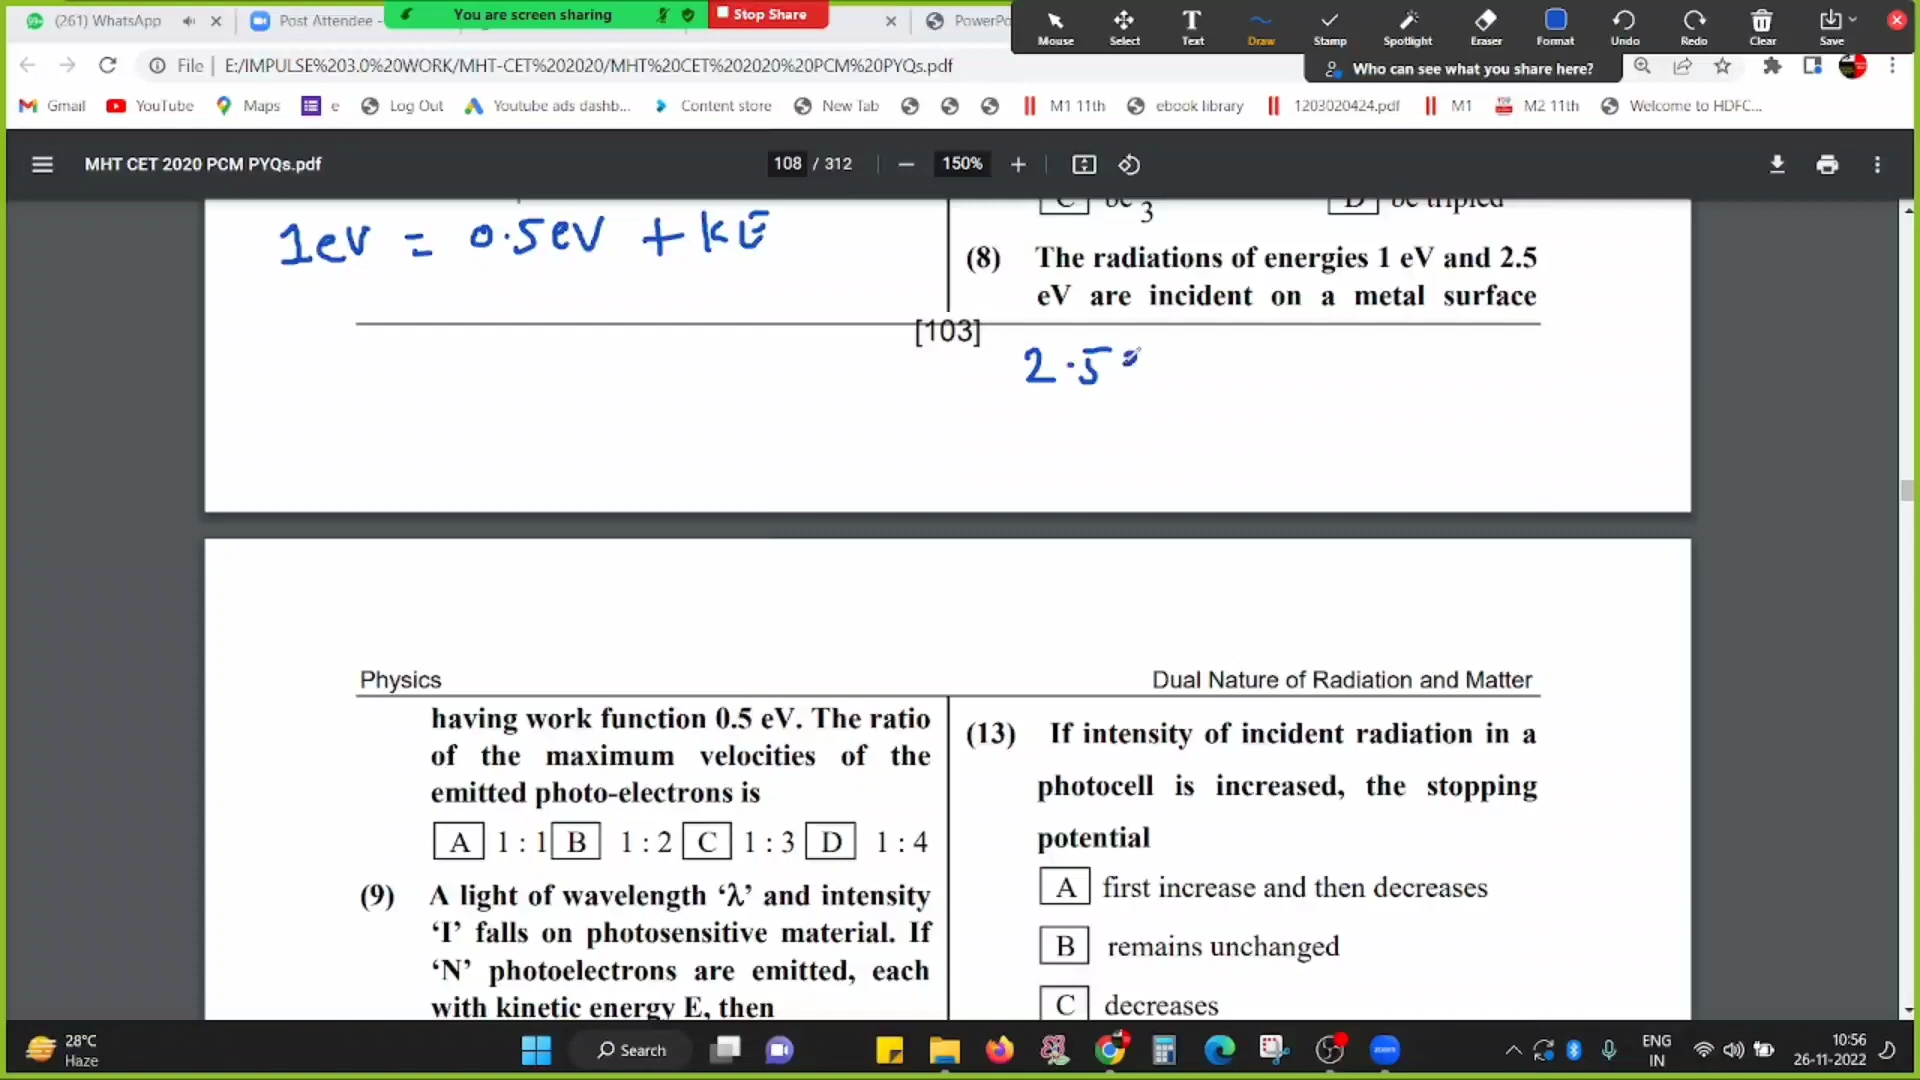 (261) WhatsApp
Post Attendee -
You are screen sharing
Stop Share
PowerPo
Mouse
Select
Text
Draw
Stamp
Spotlight
Eraser
Format
Undo
Redo
Clear
Save
Who can see what you share here?
File | E:/IMPULSE%203.0%20WORK/MHT-CET%202020/MHT%20CET%202020%20PCM%20PYQs.pdf
Gmail
YouTube
Maps
e
Log Out
Youtube ads dashb...
Content store
New Tab
M1 11th
ebook library
1203020424.pdf
M1
M2 11th
Welcome to HDFC...
MHT CET 2020 PCM PYQs.pdf
108 / 312
150%
1eV = 0.5eV + KE
C be 3
D be tripled
(8) The radiations of energies 1 eV and 2.5
eV are incident on a metal surface
[103]
2.5
Physics
Dual Nature of Radiation and Matter
having work function 0.5 eV. The ratio
of the maximum velocities of the
emitted photo-electrons is
A 1 : 1 B 1 : 2 C 1 : 3 D 1 : 4
(9) A light of wavelength ‘λ’ and intensity
‘I’ falls on photosensitive material. If
‘N’ photoelectrons are emitted, each
with kinetic energy E, then
(13) If intensity of incident radiation in a
photocell is increased, the stopping
potential
A first increase and then decreases
B remains unchanged
C decreases
28°C
Haze
Search
zoom
ENG
IN
10:56
26-11-2022